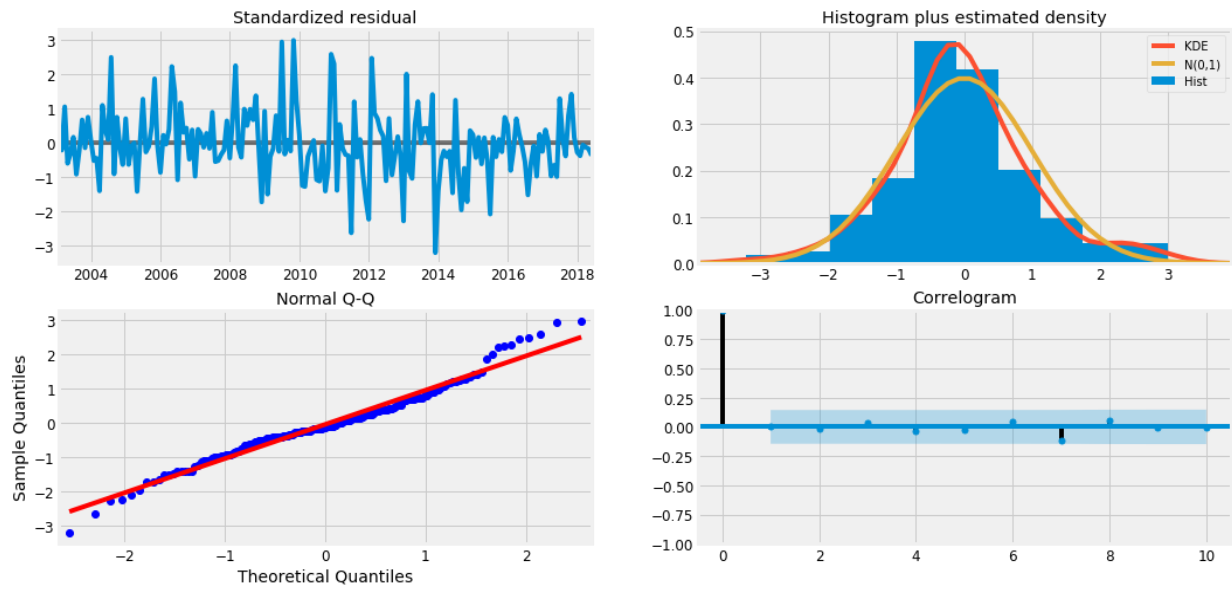 Standardized residual
3
2
1
0
−1
−2
−3
2004 2006 2008 2010 2012 2014 2016 2018
Histogram plus estimated density
0.5
0.4
0.3
0.2
0.1
0.0
KDE
N(0,1)
Hist
−3 −2 −1 0 1 2 3
Normal Q-Q
Sample Quantiles
3
2
1
0
−1
−2
−3
−2 −1 0 1 2
Theoretical Quantiles
Correlogram
1.00
0.75
0.50
0.25
0.00
−0.25
−0.50
−0.75
−1.00
0 2 4 6 8 10